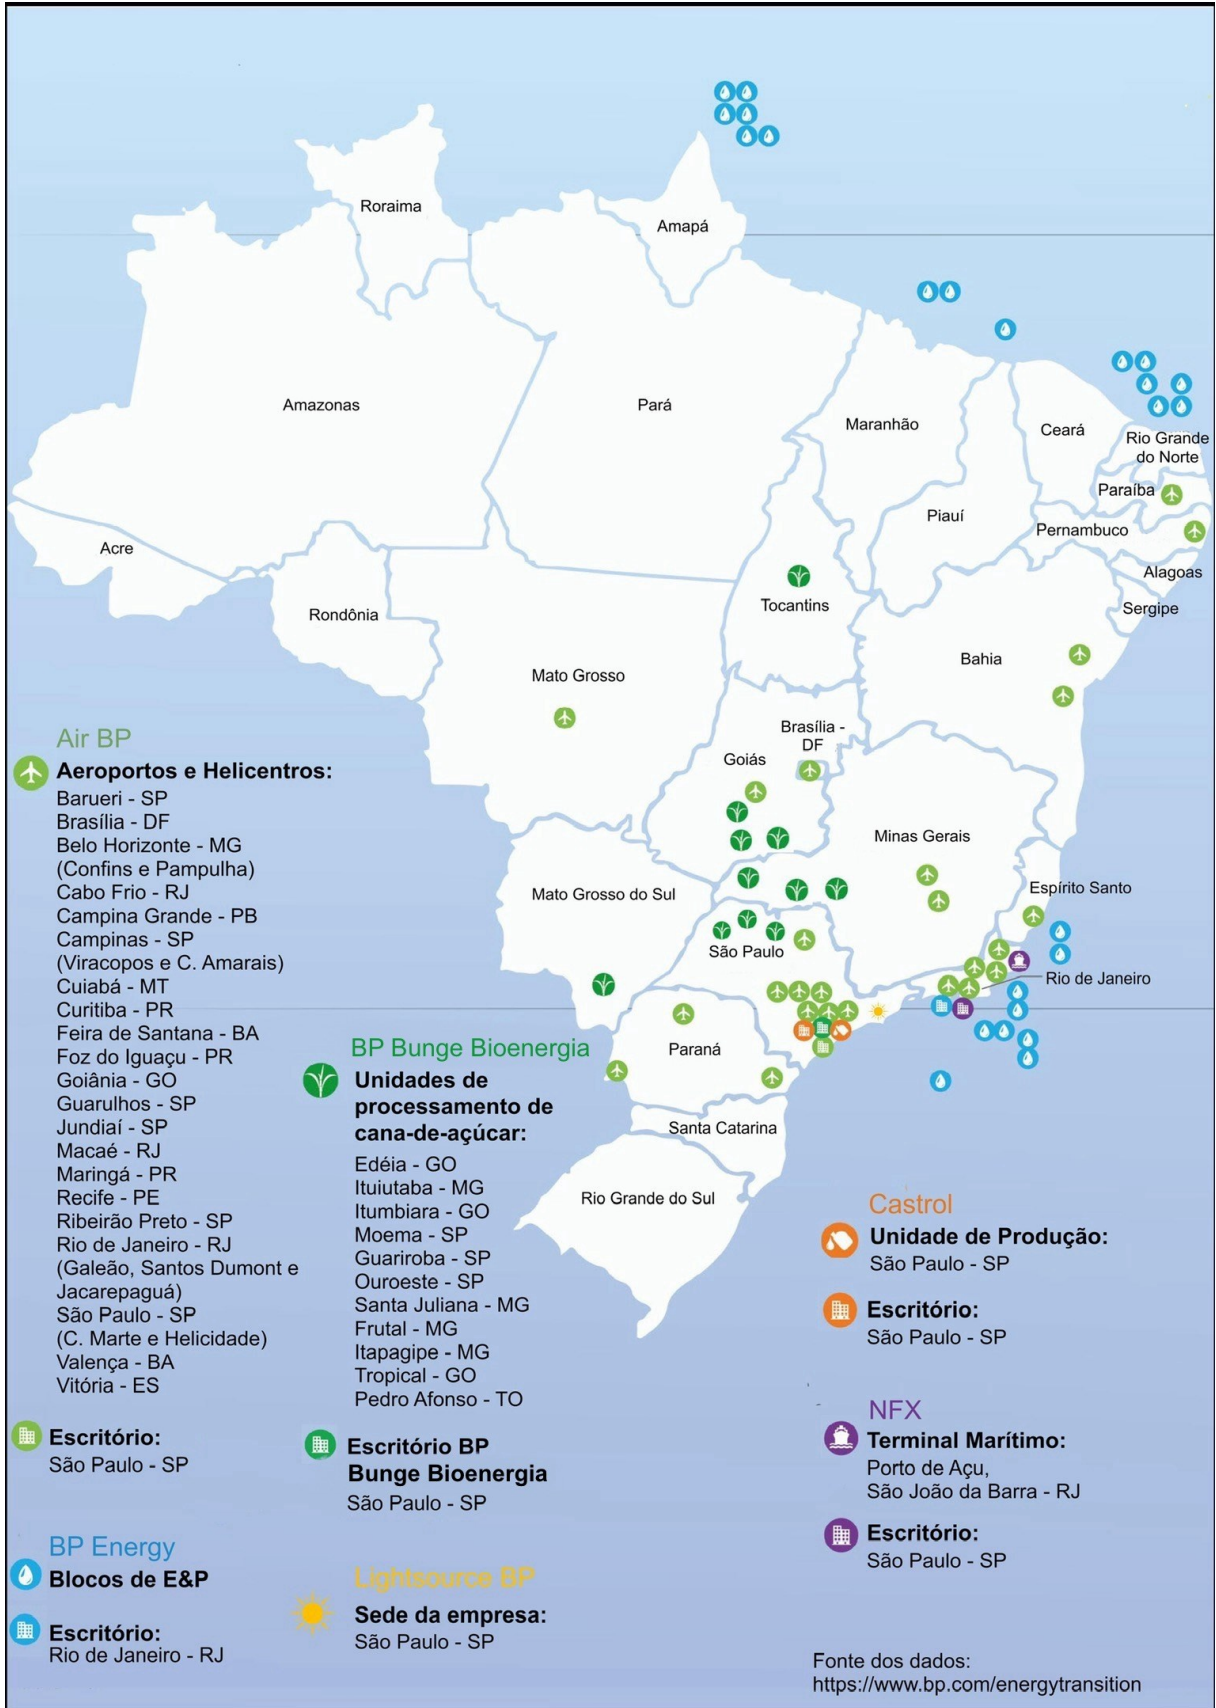 Roraima
Amapá
Amazonas
Pará
Maranhão
Ceará
Rio Grande
do Norte
Paraíba
Piauí
Pernambuco
Acre
Alagoas
Tocantins
Sergipe
Rondônia
Bahia
Mato Grosso
Brasília -
DF
Goiás
Minas Gerais
Mato Grosso do Sul
Espírito Santo
São Paulo
Rio de Janeiro
Paraná
Santa Catarina
Rio Grande do Sul
Air BP
Aeroportos e Helicentros:
Barueri - SP
Brasília - DF
Belo Horizonte - MG
(Confins e Pampulha)
Cabo Frio - RJ
Campina Grande - PB
Campinas - SP
(Viracopos e C. Amarais)
Cuiabá - MT
Curitiba - PR
Feira de Santana - BA
Foz do Iguaçu - PR
Goiânia - GO
Guarulhos - SP
Jundiaí - SP
Macaé - RJ
Maringá - PR
Recife - PE
Ribeirão Preto - SP
Rio de Janeiro - RJ
(Galeão, Santos Dumont e
Jacarepaguá)
São Paulo - SP
(C. Marte e Helicidade)
Valença - BA
Vitória - ES
Escritório:
São Paulo - SP
BP Energy
Blocos de E&P
Escritório:
Rio de Janeiro - RJ
BP Bunge Bioenergia
Unidades de
processamento de
cana-de-açúcar:
Edéia - GO
Ituiutaba - MG
Itumbiara - GO
Moema - SP
Guariroba - SP
Ouroeste - SP
Santa Juliana - MG
Frutal - MG
Itapagipe - MG
Tropical - GO
Pedro Afonso - TO
Escritório BP
Bunge Bioenergia
São Paulo - SP
Lightsource BP
Sede da empresa:
São Paulo - SP
Castrol
Unidade de Produção:
São Paulo - SP
Escritório:
São Paulo - SP
NFX
Terminal Marítimo:
Porto de Açu,
São João da Barra - RJ
Escritório:
São Paulo - SP
Fonte dos dados:
https://www.bp.com/energytransition